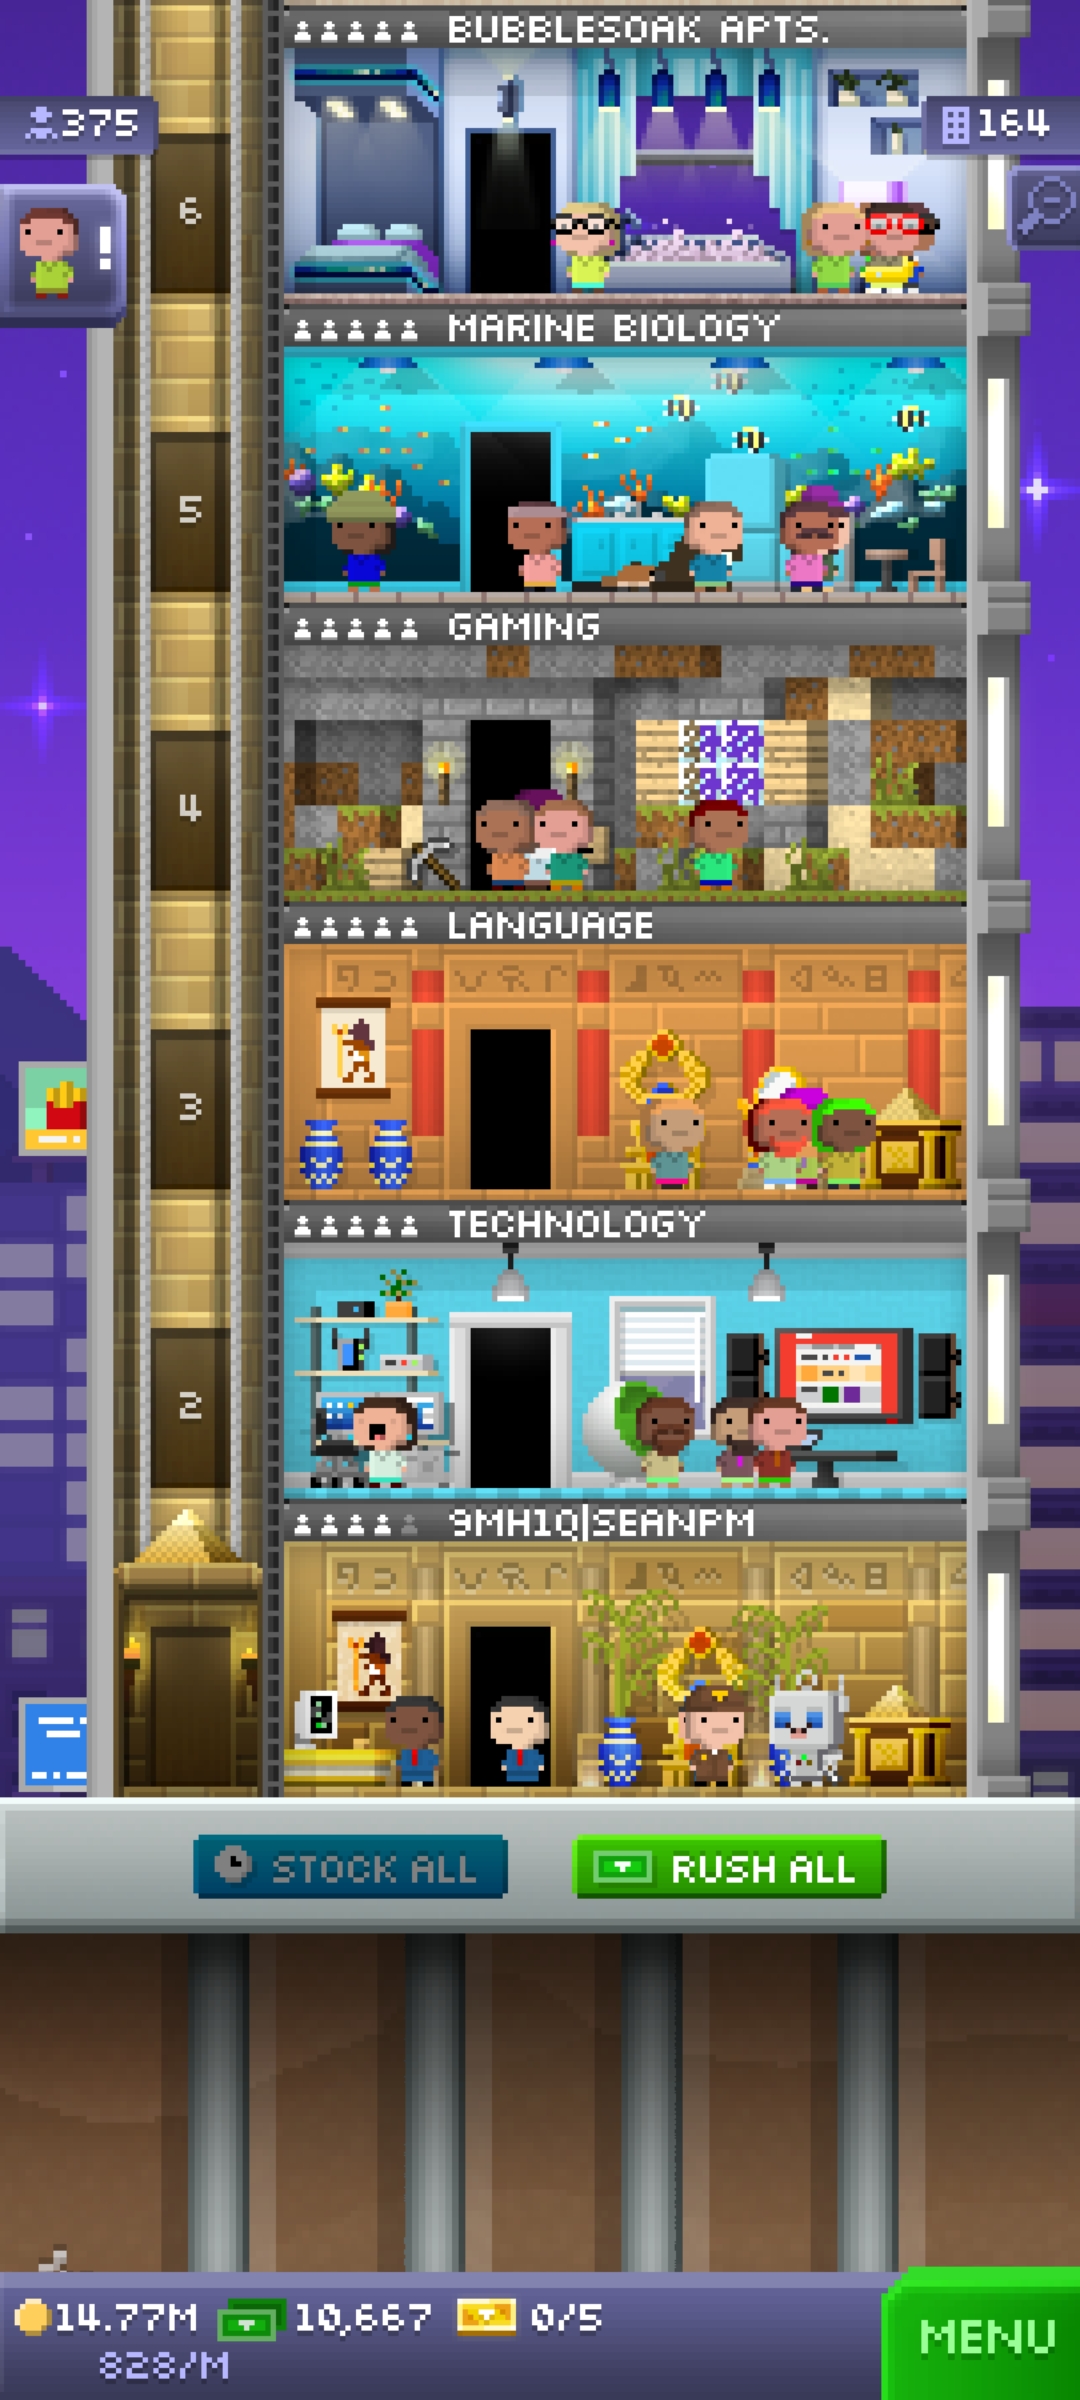 BUBBLESOAK APTS.
375
164
6
!
MARINE BIOLOGY
5
GAMING
4
LANGUAGE
3
TECHNOLOGY
2
9MH1Q|SEANPM
STOCK ALL
RUSH ALL
14.77M 10,667 0/5
828/M
MENU